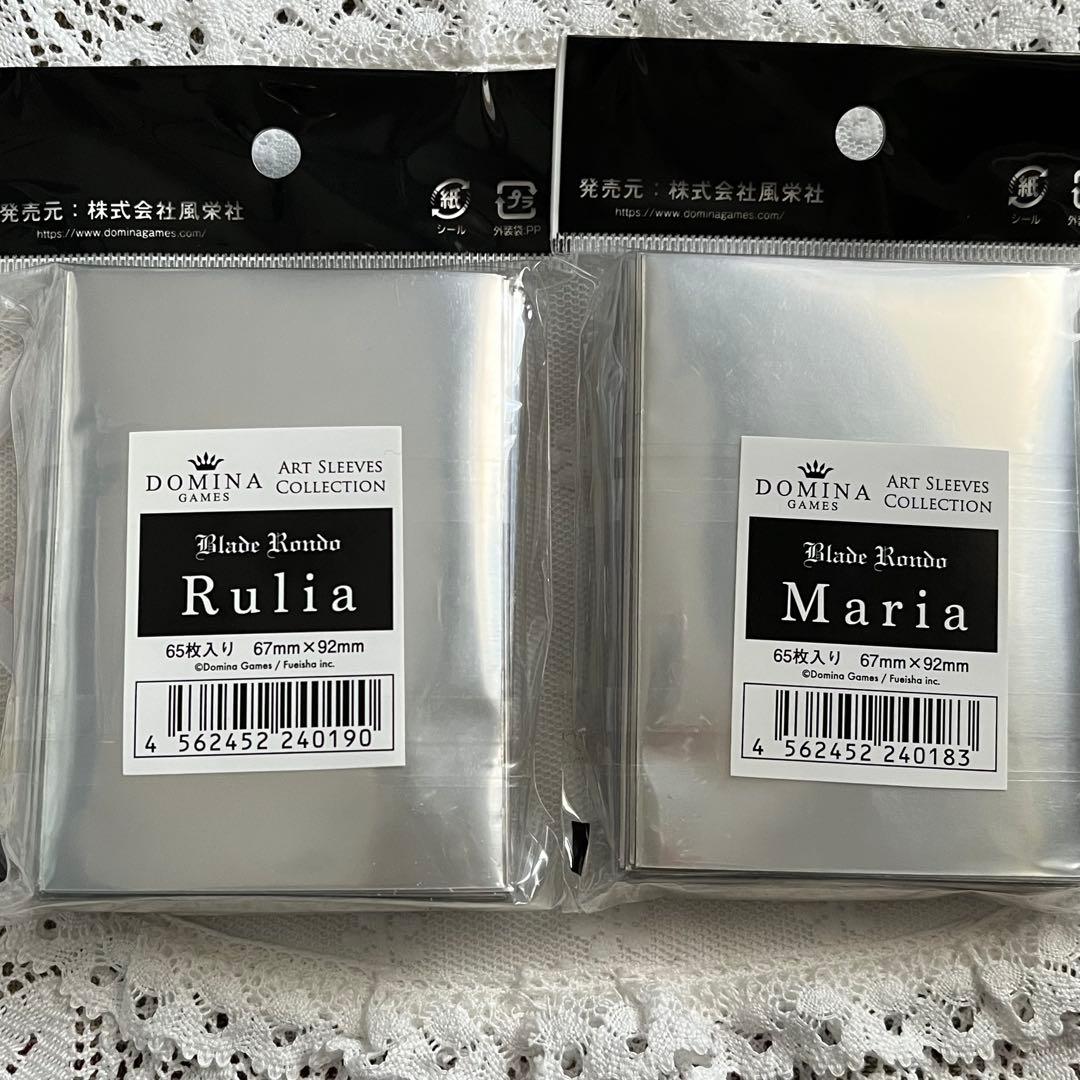 発売元：株式会社風栄社
https://www.dominagames.com/
紙
シール
プラ
外装袋:PP
DOMINA
GAMES
ART SLEEVES
COLLECTION
Blade Rondo
Rulia
65枚入り 67mm×92mm
©Domina Games / Fueisha inc.
4 562452 240190
発売元：株式会社風栄社
https://www.dominagames.com/
紙
シール
DOMINA
GAMES
ART SLEEVES
COLLECTION
Blade Rondo
Maria
65枚入り 67mm×92mm
©Domina Games / Fueisha inc.
4 562452 240183